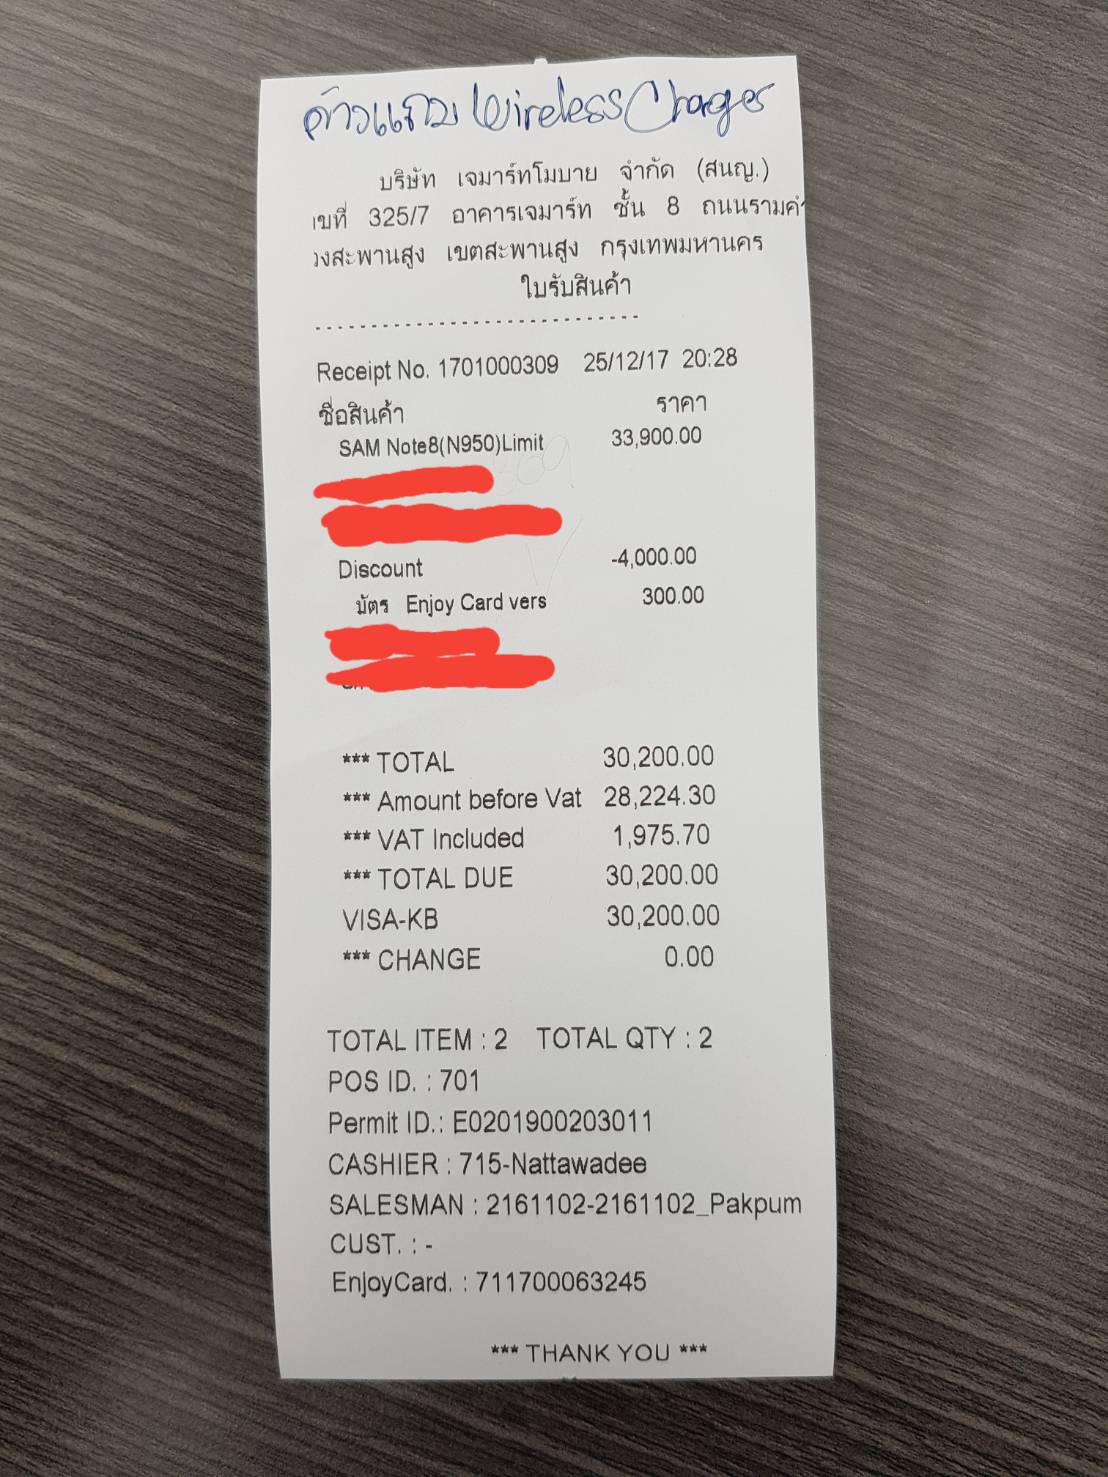 ค้างแถม Wireless Charger
บริษัท เจมาร์ทโมบาย จำกัด (สนญ.)
เขที่ 325/7 อาคารเจมาร์ท ชั้น 8 ถนนรามคำ
วงสะพานสูง เขตสะพานสูง กรุงเทพมหานคร
ใบรับสินค้า
-----------------------------
Receipt No. 1701000309 25/12/17 20:28
ชื่อสินค้า ราคา
SAM Note8(N950)Limit 33,900.00
Discount -4,000.00
บัตร Enjoy Card vers 300.00
*** TOTAL 30,200.00
*** Amount before Vat 28,224.30
*** VAT Included 1,975.70
*** TOTAL DUE 30,200.00
VISA-KB 30,200.00
*** CHANGE 0.00
TOTAL ITEM : 2 TOTAL QTY : 2
POS ID. : 701
Permit ID.: E0201900203011
CASHIER : 715-Nattawadee
SALESMAN : 2161102-2161102_Pakpum
CUST. : -
EnjoyCard. : 711700063245
*** THANK YOU ***